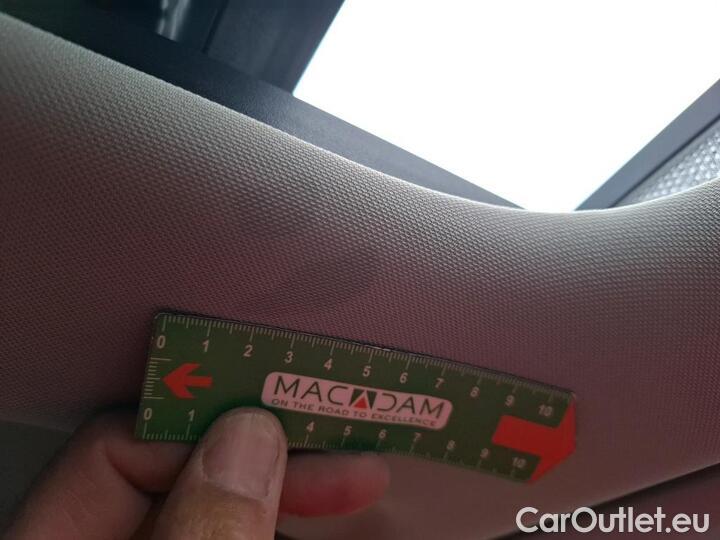 0 1 2 3 4 5 6 7 8 9 10
MACADAM
ON THE ROAD TO EXCELLENCE
0 1 4 5 6 7 8 9 10
CarOutlet.eu